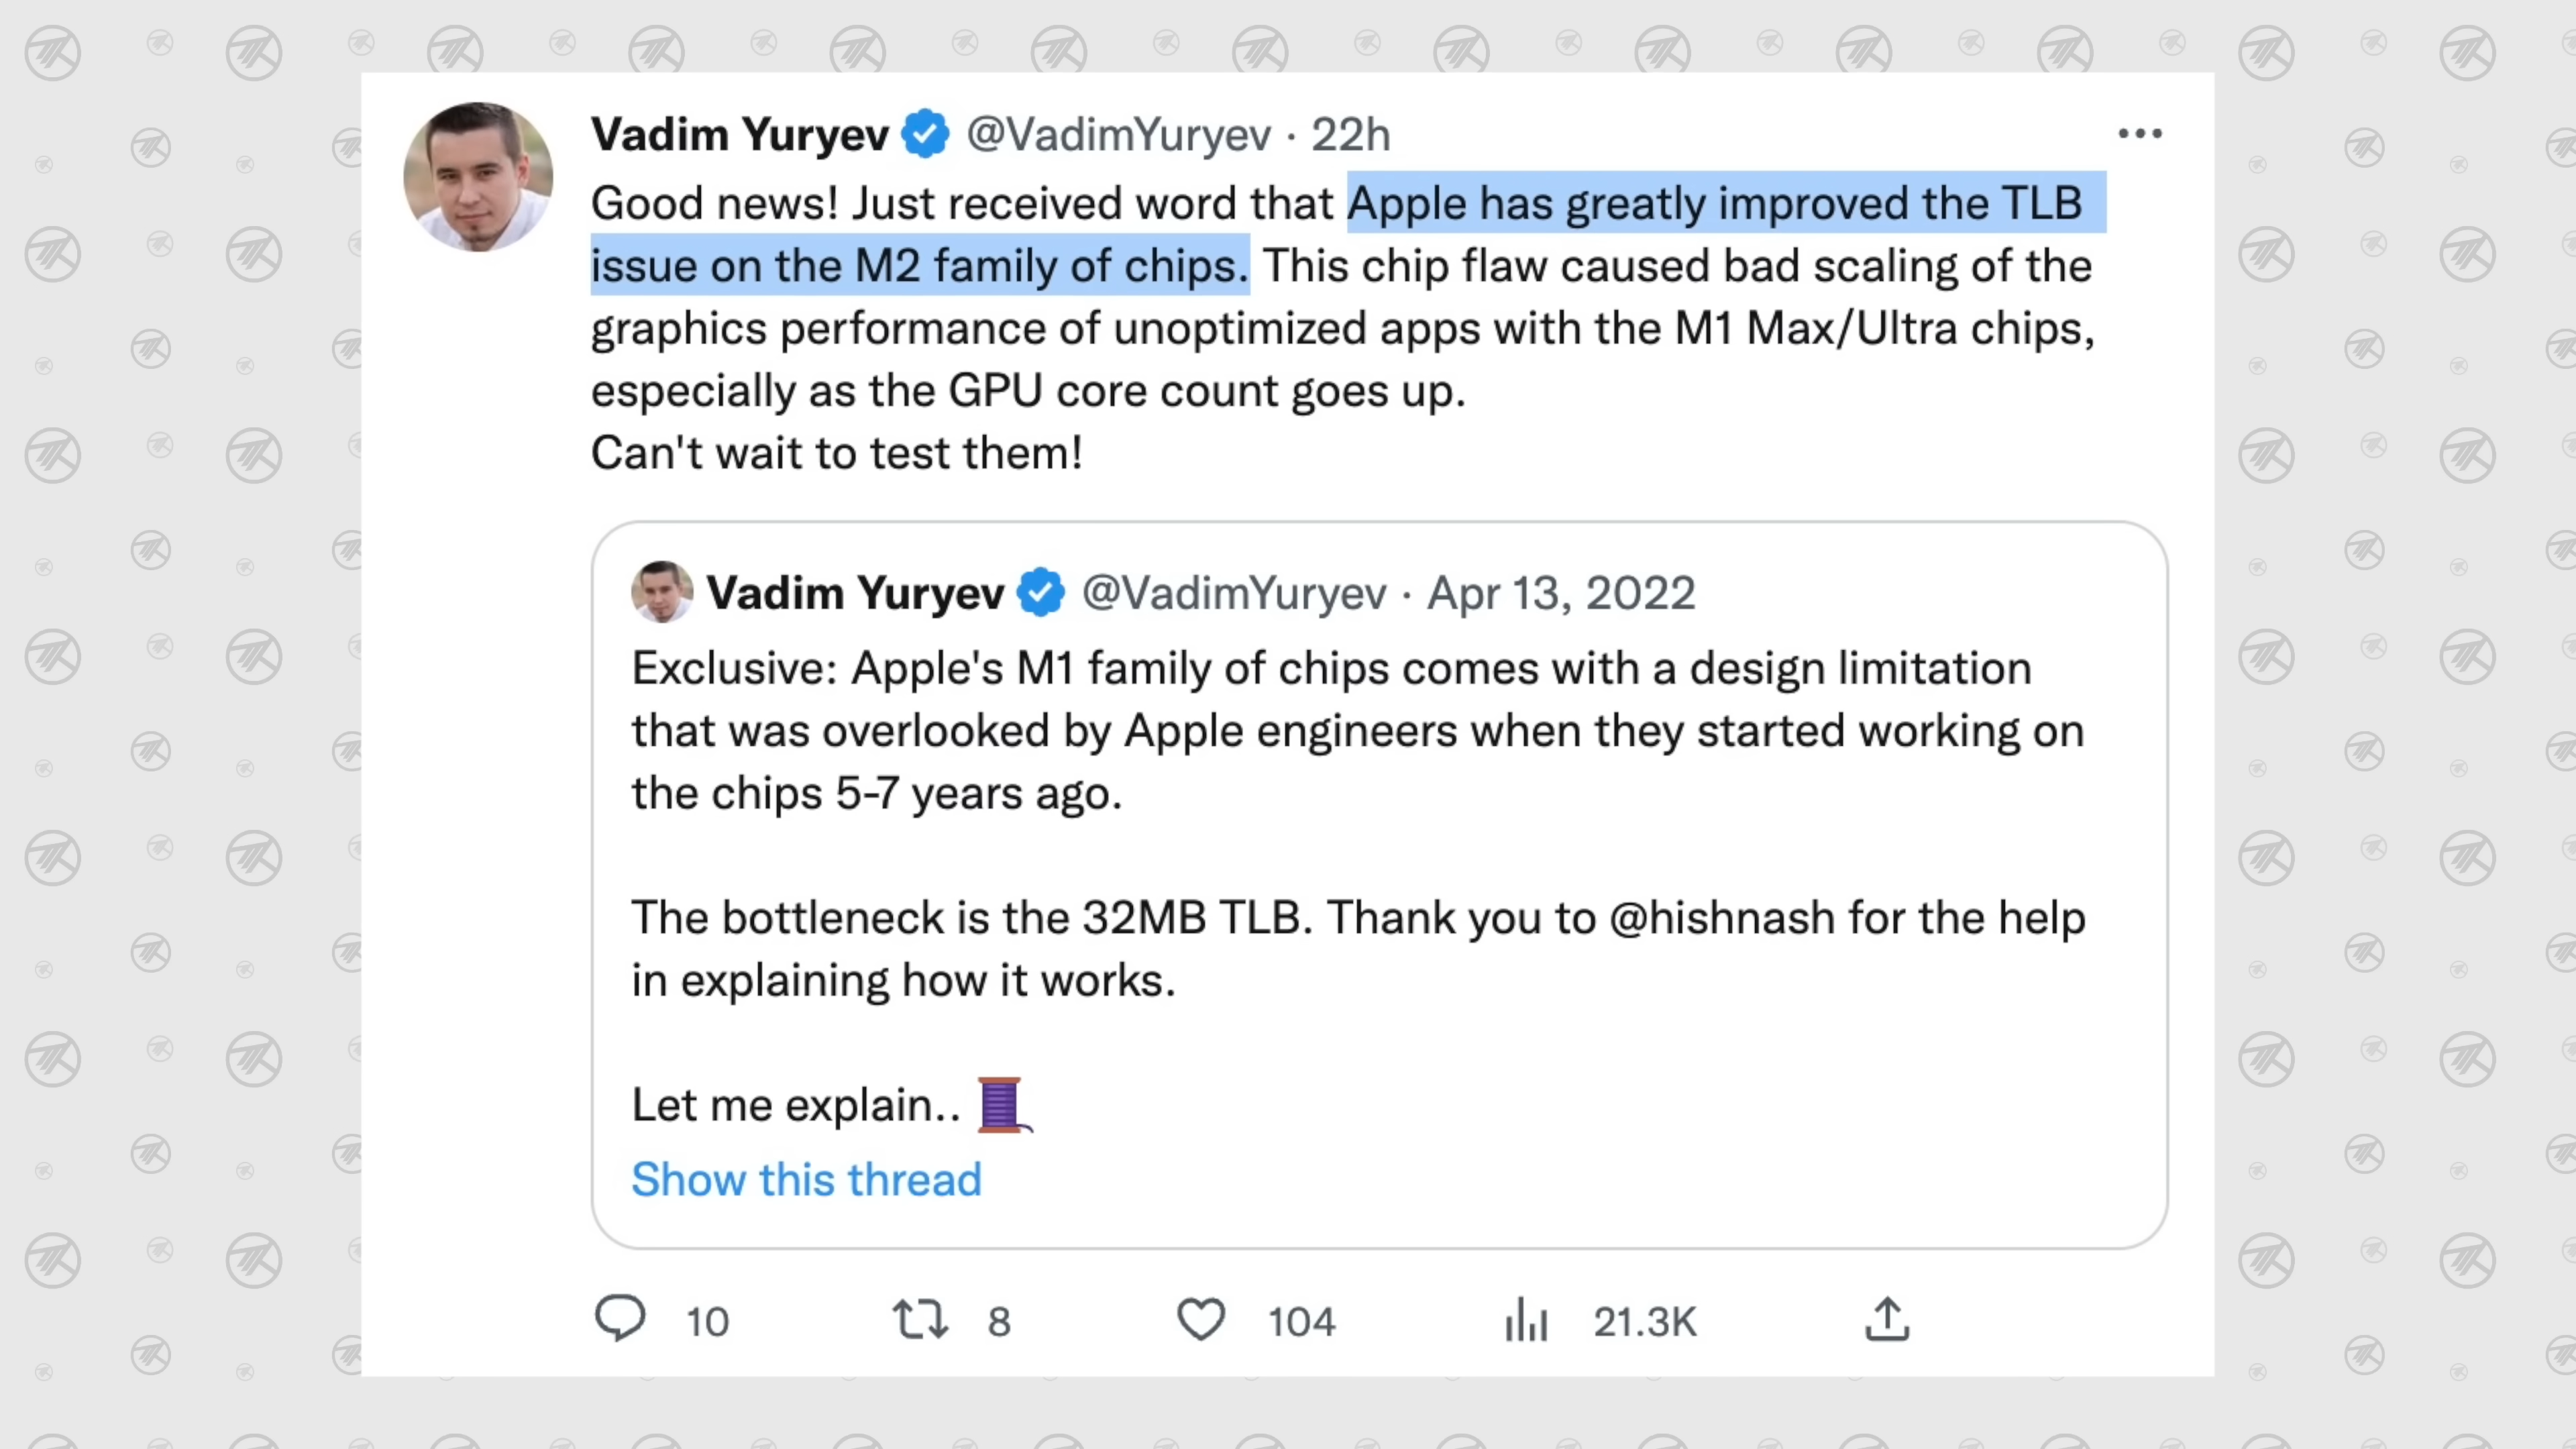 Vadim Yuryev @VadimYuryev · 22h
Good news! Just received word that Apple has greatly improved the TLB
issue on the M2 family of chips. This chip flaw caused bad scaling of the
graphics performance of unoptimized apps with the M1 Max/Ultra chips,
especially as the GPU core count goes up.
Can't wait to test them!
Vadim Yuryev @VadimYuryev · Apr 13, 2022
Exclusive: Apple's M1 family of chips comes with a design limitation
that was overlooked by Apple engineers when they started working on
the chips 5-7 years ago.
The bottleneck is the 32MB TLB. Thank you to @hishnash for the help
in explaining how it works.
Let me explain.. 🧵
Show this thread
10 8 104 21.3K